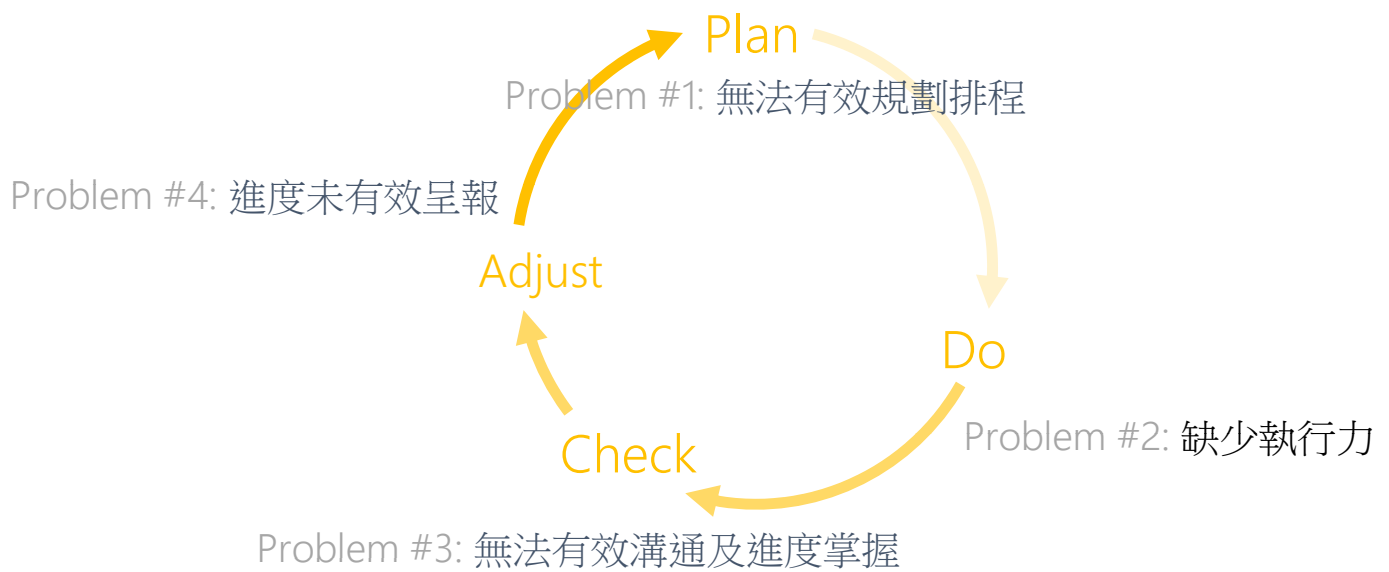 Plan
Problem #1: 無法有效規劃排程
Problem #4: 進度未有效呈報
Adjust
Do
Problem #2: 缺少執行力
Check
Problem #3: 無法有效溝通及進度掌握